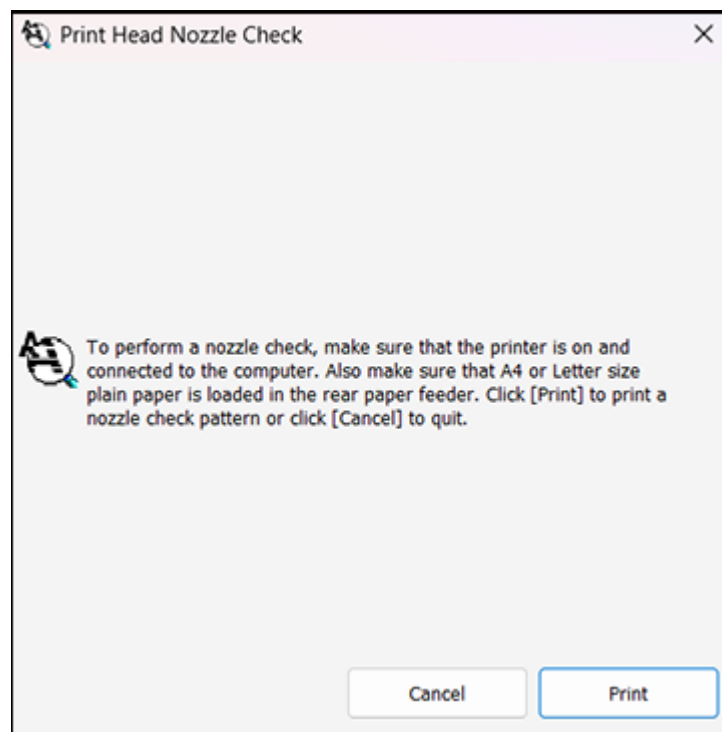 Print Head Nozzle Check
To perform a nozzle check, make sure that the printer is on and
connected to the computer. Also make sure that A4 or Letter size
plain paper is loaded in the rear paper feeder. Click [Print] to print a
nozzle check pattern or click [Cancel] to quit.
Cancel
Print